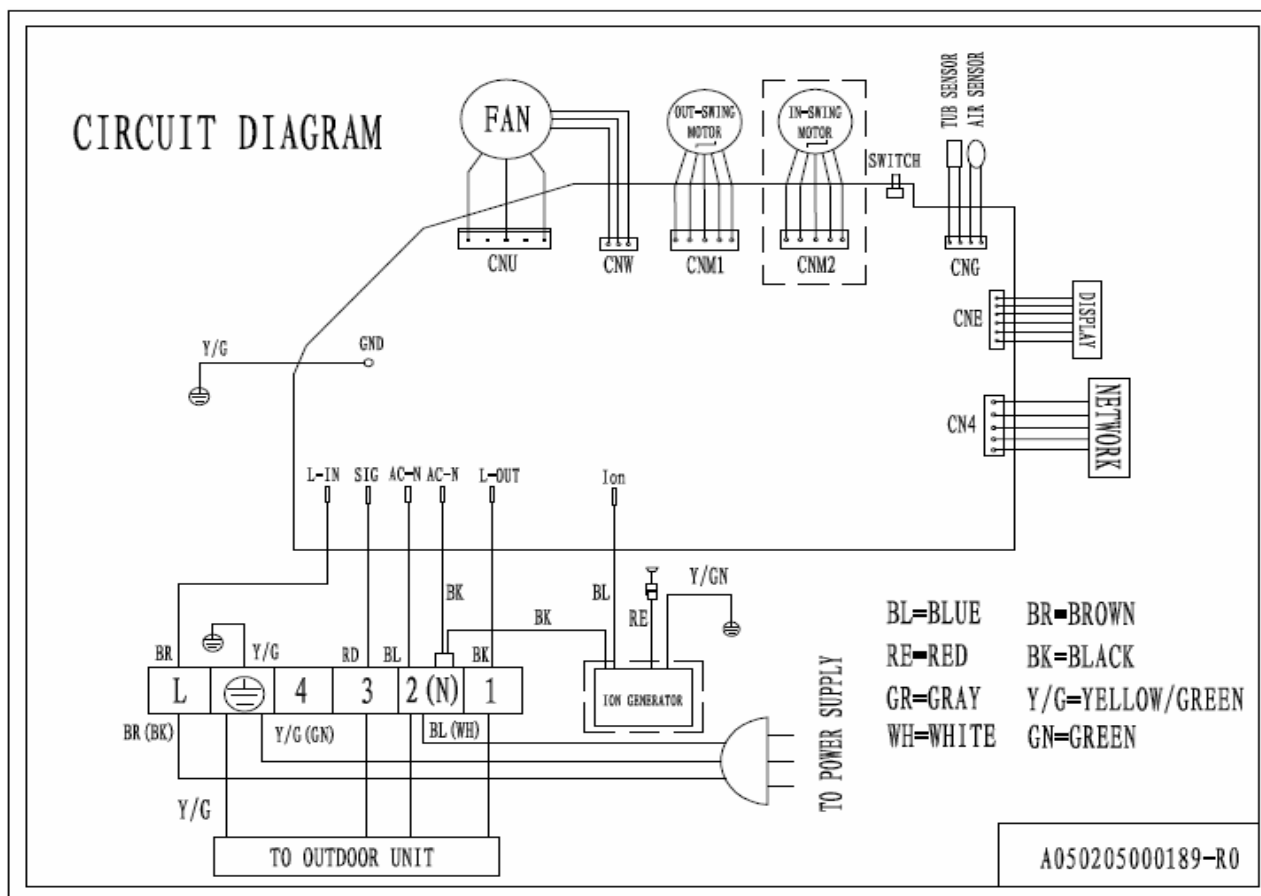 CIRCUIT DIAGRAM
FAN
OUT-SWING
MOTOR
IN-SWING
MOTOR
SWITCH
TUB SENSOR
AIR SENSOR
CNU
CNW
CNM1
CNM2
CNG
CNE
DISPLAY
Y/G
GND
CN4
NETWORK
L-IN SIG AC-N AC-N L-OUT
Ion
BK
BK
BL
RE
Y/GN
BR
Y/G
RD
BL
BK
L
4
3
2(N)
1
ION GENERATOR
BR(BK)
Y/G(GN)
BL(WH)
Y/G
TO OUTDOOR UNIT
TO POWER SUPPLY
BL=BLUE BR=BROWN
RE=RED BK=BLACK
GR=GRAY Y/G=YELLOW/GREEN
WH=WHITE GN=GREEN
A050205000189-R0